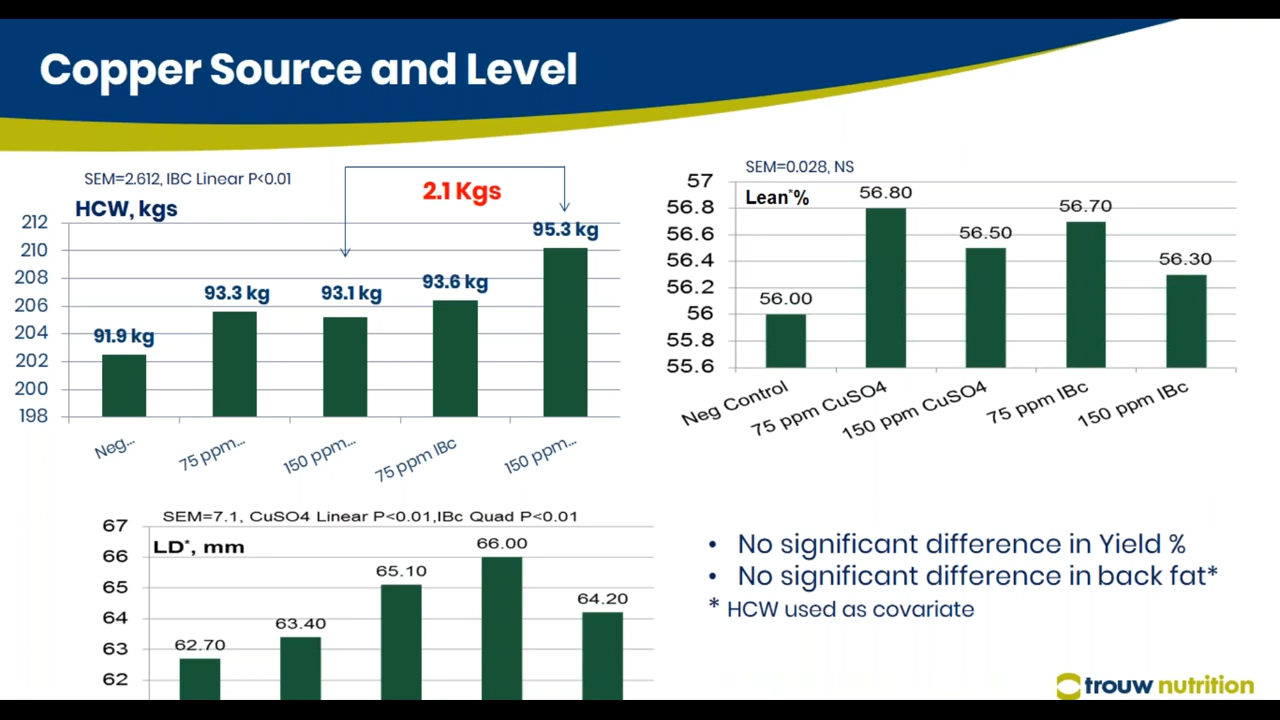 Copper Source and Level
SEM=2.612, IBC Linear P<0.01
HCW, kgs
2.1 Kgs
212
210
208
206
204
202
200
198
91.9 kg
93.3 kg
93.1 kg
93.6 kg
95.3 kg
Neg...
75 ppm...
150 ppm...
75 ppm IBc
150 ppm...
SEM=0.028, NS
Lean*%
57
56.8
56.6
56.4
56.2
56
55.8
55.6
56.00
56.80
56.50
56.70
56.30
Neg Control
75 ppm CuSO4
150 ppm CuSO4
75 ppm IBc
150 ppm IBc
SEM=7.1, CuSO4 Linear P<0.01,IBc Quad P<0.01
LD*, mm
67
66
65
64
63
62
62.70
63.40
65.10
66.00
64.20
• No significant difference in Yield %
• No significant difference in back fat*
* HCW used as covariate
trouw nutrition